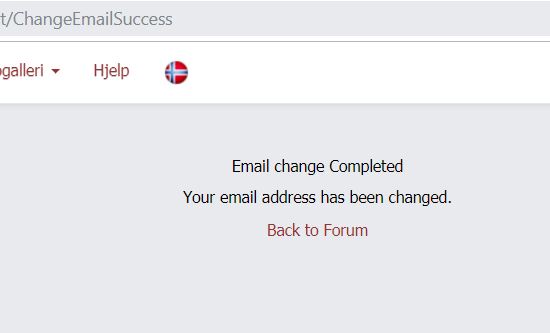 t/ChangeEmailSuccess
ogalleri Hjelp
Email change Completed
Your email address has been changed.
Back to Forum